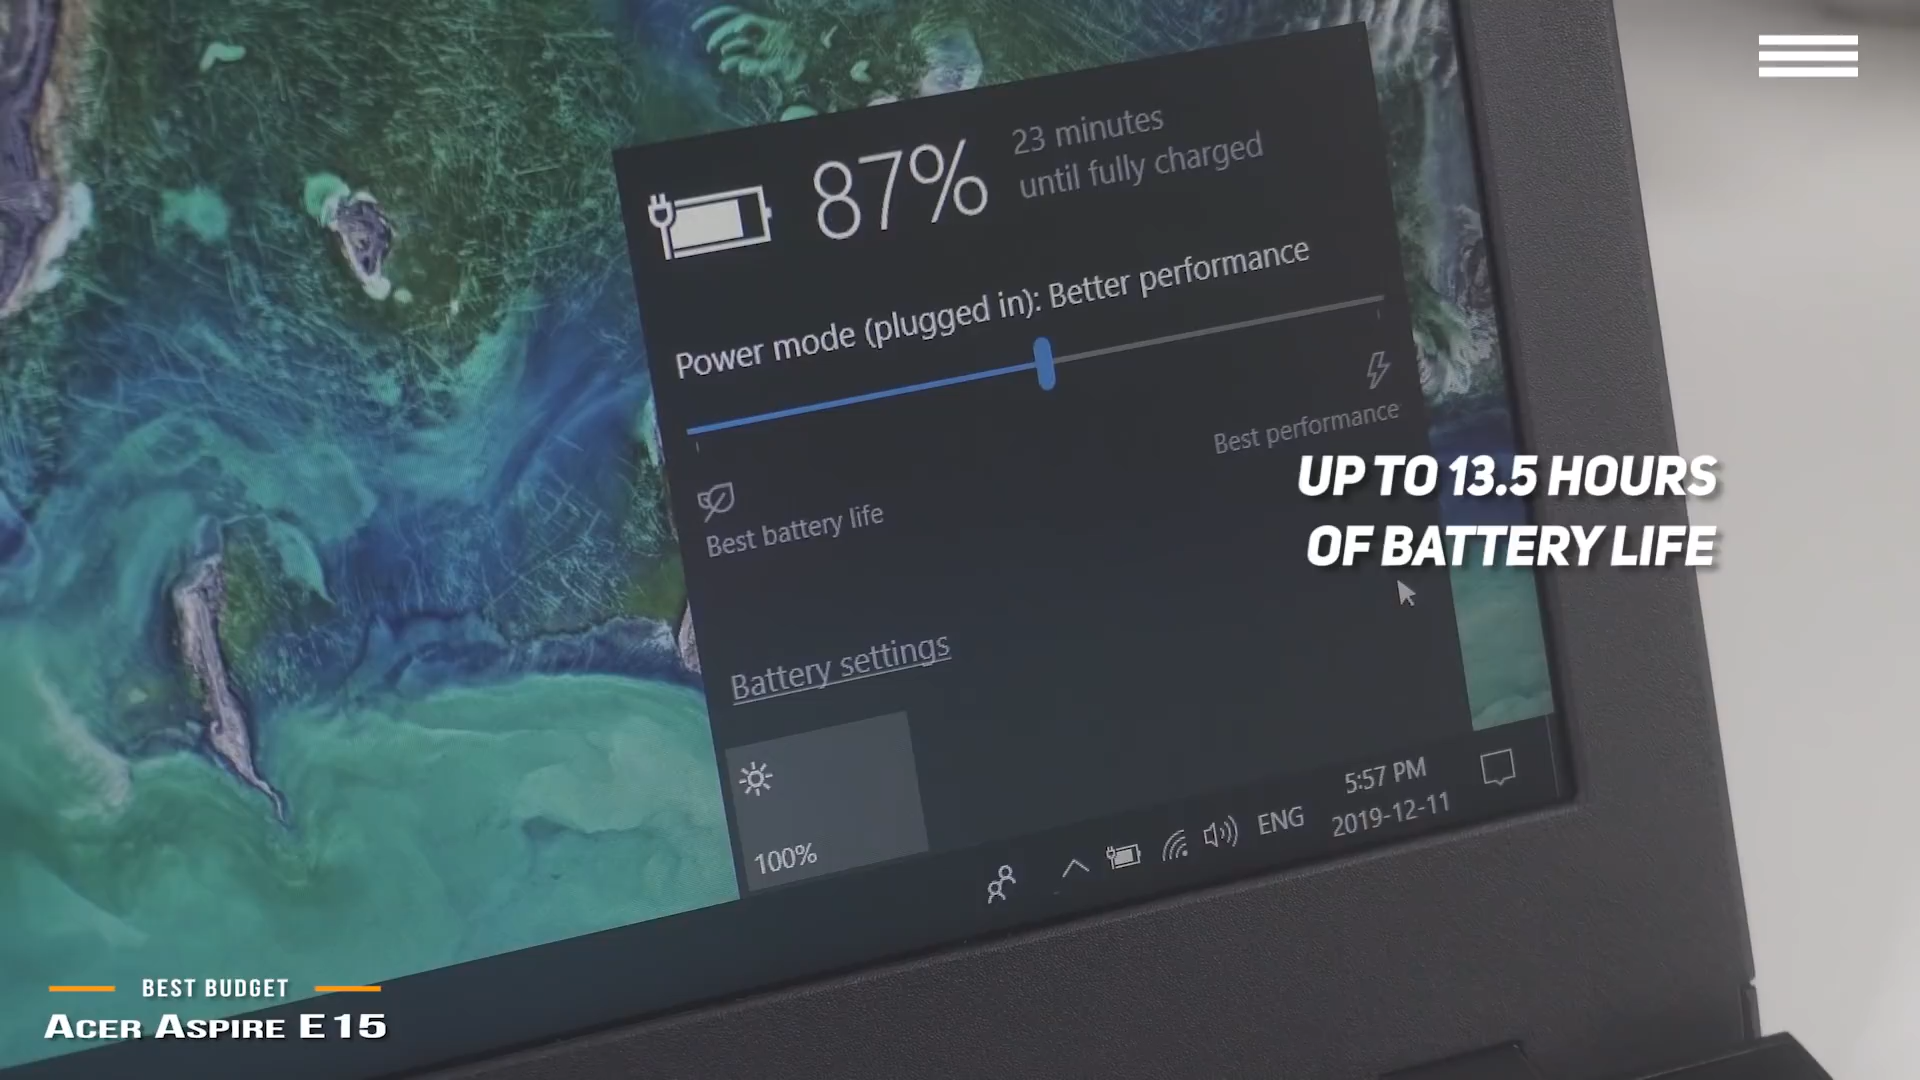 87%
23 minutes
until fully charged
Power mode (plugged in): Better performance
Best performance
Best battery life
UP TO 13.5 HOURS
OF BATTERY LIFE
Battery settings
100%
ENG
5:57 PM
2019-12-11
BEST BUDGET
ACER ASPIRE E 15